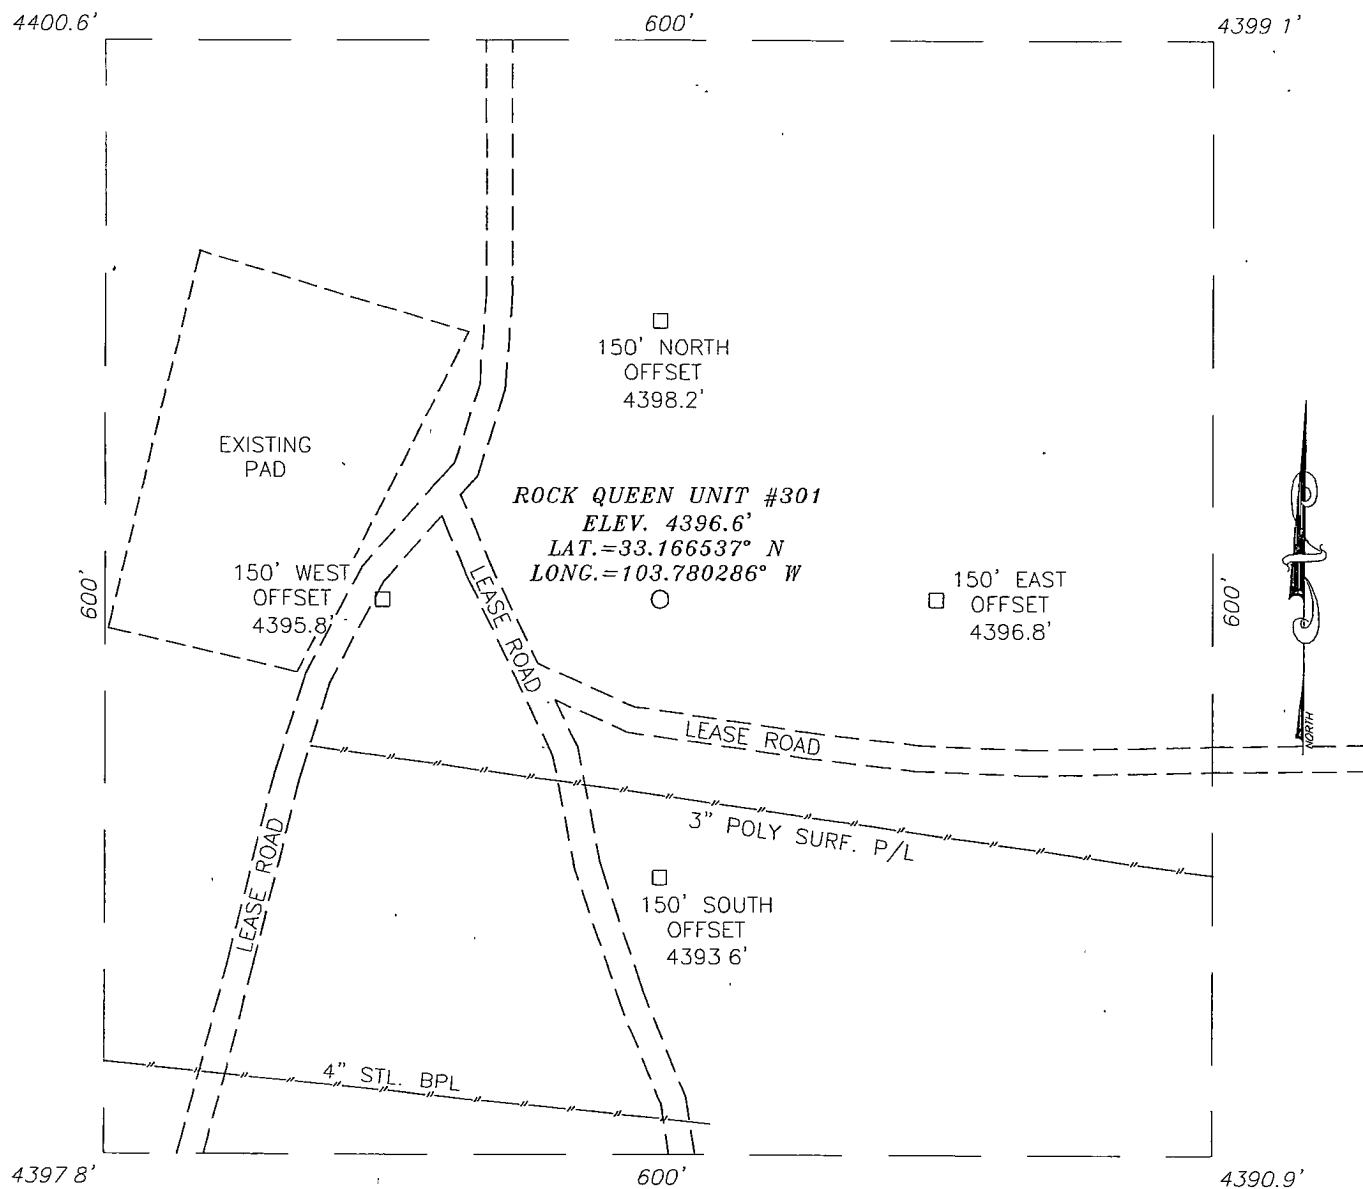 4400.6'
600'
4399 1'
150' NORTH
OFFSET
4398.2'
EXISTING
PAD
ROCK QUEEN UNIT #301
ELEV. 4396.6'
LAT.=33.166537° N
LONG.=103.780286° W
150' WEST
OFFSET
4395.8'
600'
LEASE ROAD
150' EAST
OFFSET
4396.8'
600'
NORTH
LEASE ROAD
3" POLY SURF. P/L
LEASE ROAD
150' SOUTH
OFFSET
4393 6'
4" STL. BPL
4397 8'
600'
4390.9'